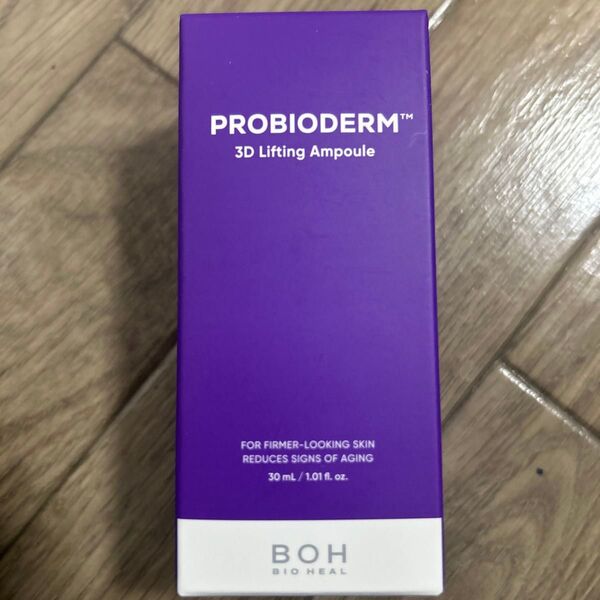 PROBIODERM™
3D Lifting Ampoule
FOR FIRMER-LOOKING SKIN
REDUCES SIGNS OF AGING
30 mL / 1.01 fl. oz.
BOH
BIO HEAL